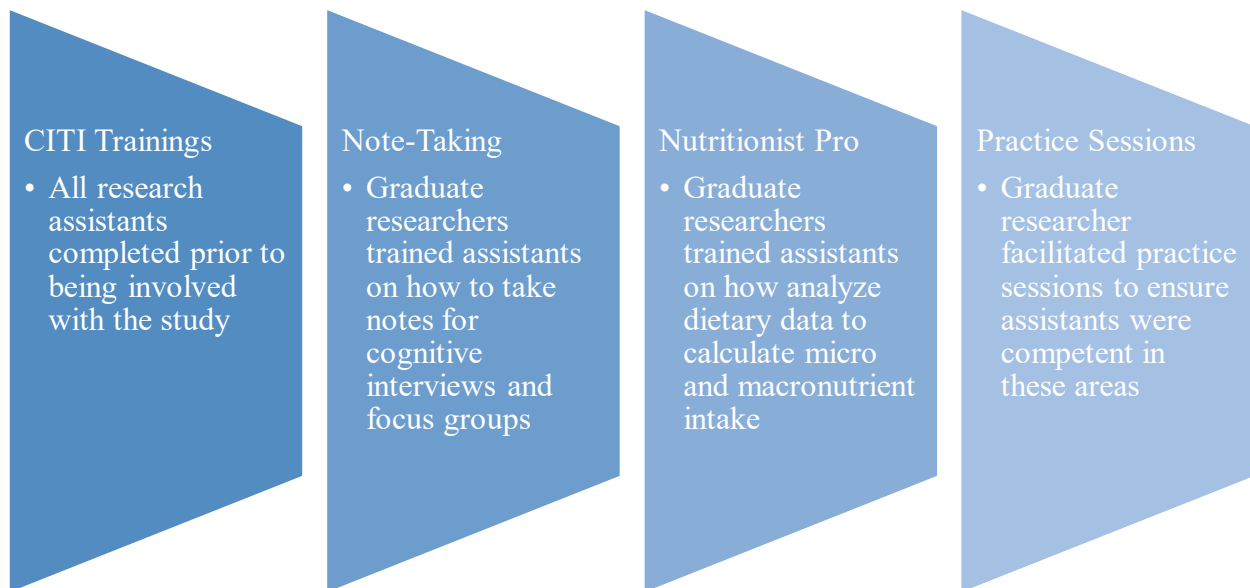 CITI Trainings
• All research
assistants
completed prior to
being involved
with the study
Note-Taking
• Graduate
researchers
trained assistants
on how to take
notes for
cognitive
interviews and
focus groups
Nutritionist Pro
• Graduate
researchers
trained assistants
on how analyze
dietary data to
calculate micro
and macronutrient
intake
Practice Sessions
• Graduate
researcher
facilitated practice
sessions to ensure
assistants were
competent in
these areas